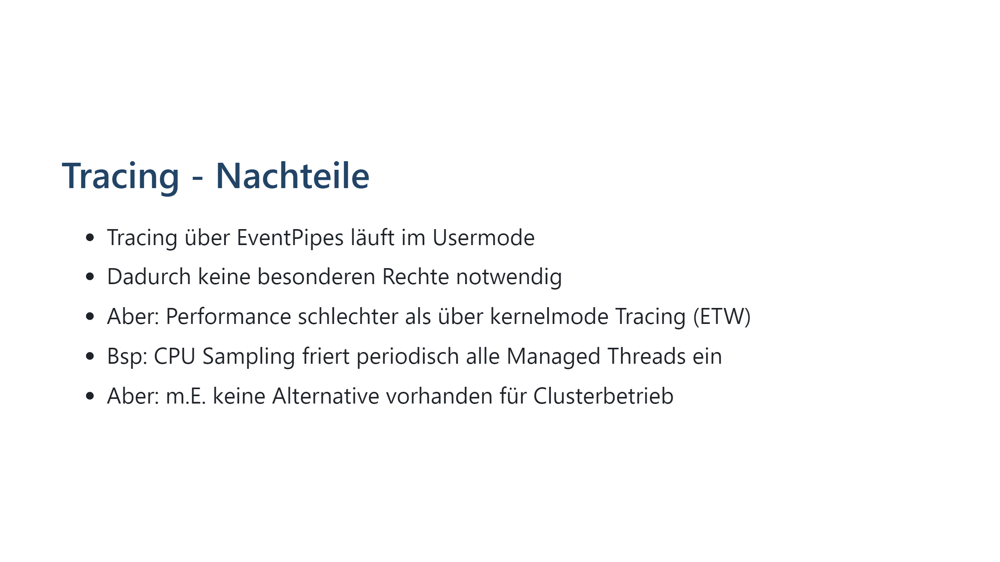 Tracing - Nachteile
• Tracing über EventPipes läuft im Usermode
• Dadurch keine besonderen Rechte notwendig
• Aber: Performance schlechter als über kernelmode Tracing (ETW)
• Bsp: CPU Sampling friert periodisch alle Managed Threads ein
• Aber: m.E. keine Alternative vorhanden für Clusterbetrieb